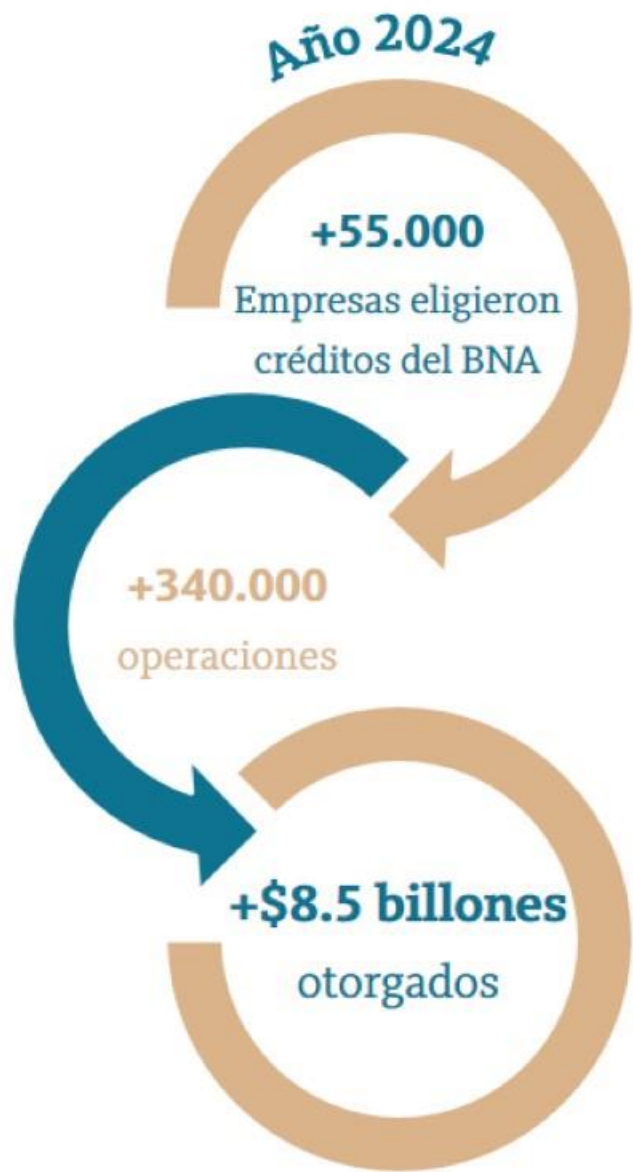 Año 2024
+55.000
Empresas eligieron
créditos del BNA
+340.000
operaciones
+$8.5 billones
otorgados